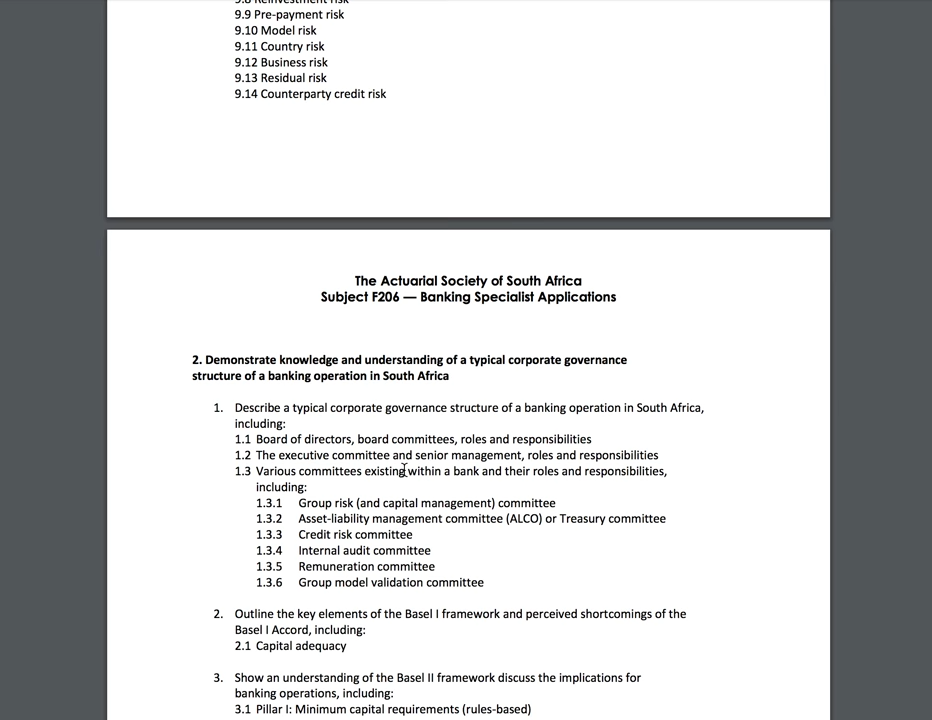 9.8 Reinvestment risk
9.9 Pre-payment risk
9.10 Model risk
9.11 Country risk
9.12 Business risk
9.13 Residual risk
9.14 Counterparty credit risk
The Actuarial Society of South Africa
Subject F206 — Banking Specialist Applications
2. Demonstrate knowledge and understanding of a typical corporate governance
structure of a banking operation in South Africa
1. Describe a typical corporate governance structure of a banking operation in South Africa,
including:
1.1 Board of directors, board committees, roles and responsibilities
1.2 The executive committee and senior management, roles and responsibilities
1.3 Various committees existing within a bank and their roles and responsibilities,
including:
1.3.1 Group risk (and capital management) committee
1.3.2 Asset-liability management committee (ALCO) or Treasury committee
1.3.3 Credit risk committee
1.3.4 Internal audit committee
1.3.5 Remuneration committee
1.3.6 Group model validation committee
2. Outline the key elements of the Basel I framework and perceived shortcomings of the
Basel I Accord, including:
2.1 Capital adequacy
3. Show an understanding of the Basel II framework discuss the implications for
banking operations, including:
3.1 Pillar I: Minimum capital requirements (rules-based)